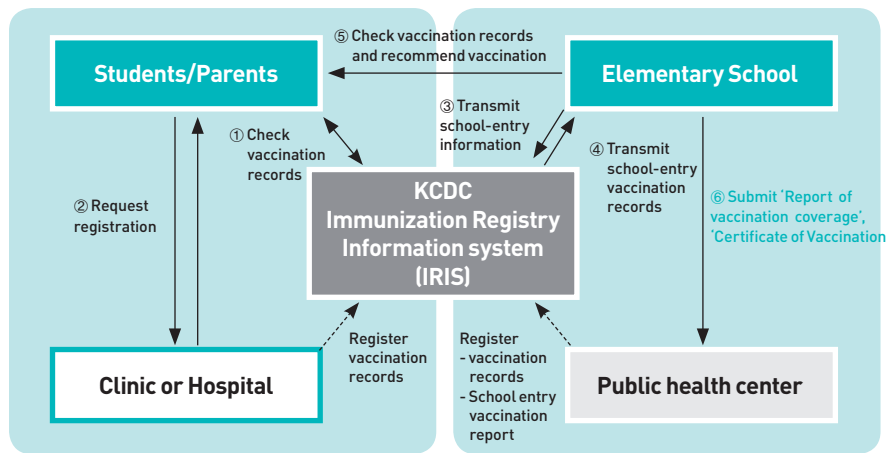 ⑤ Check vaccination records
and recommend vaccination
Students/Parents
Elementary School
① Check
vaccination
records
③ Transmit
school-entry
information
④ Transmit
school-entry
vaccination
records
② Request
registration
KCDC
Immunization Registry
Information system
(IRIS)
⑥ Submit ‘Report of
vaccination coverage’,
‘Certificate of Vaccination
Register
vaccination
records
Register
- vaccination
records
- School entry
vaccination
report
Clinic or Hospital
Public health center